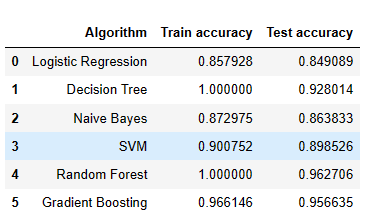 Algorithm Train accuracy Test accuracy
0 Logistic Regression 0.857928 0.849089
1 Decision Tree 1.000000 0.928014
2 Naive Bayes 0.872975 0.863833
3 SVM 0.900752 0.898526
4 Random Forest 1.000000 0.962706
5 Gradient Boosting 0.966146 0.956635